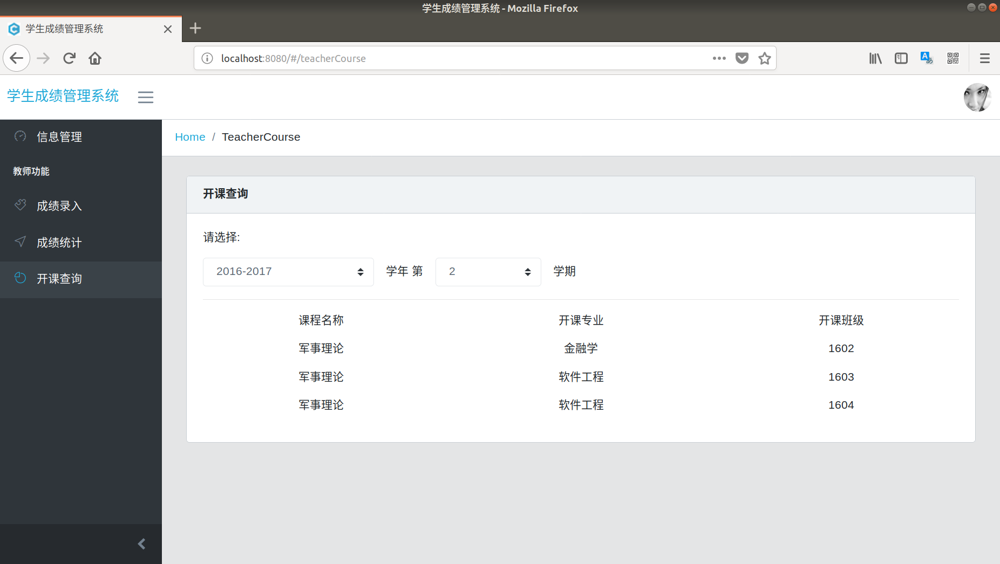 学生成绩管理系统 - Mozilla Firefox
学生成绩管理系统
localhost:8080/#/teacherCourse
学生成绩管理系统
信息管理
教师功能
成绩录入
成绩统计
开课查询
Home / TeacherCourse
开课查询
请选择:
2016-2017 学年 第 2 学期
课程名称 开课专业 开课班级
军事理论 金融学 1602
军事理论 软件工程 1603
军事理论 软件工程 1604